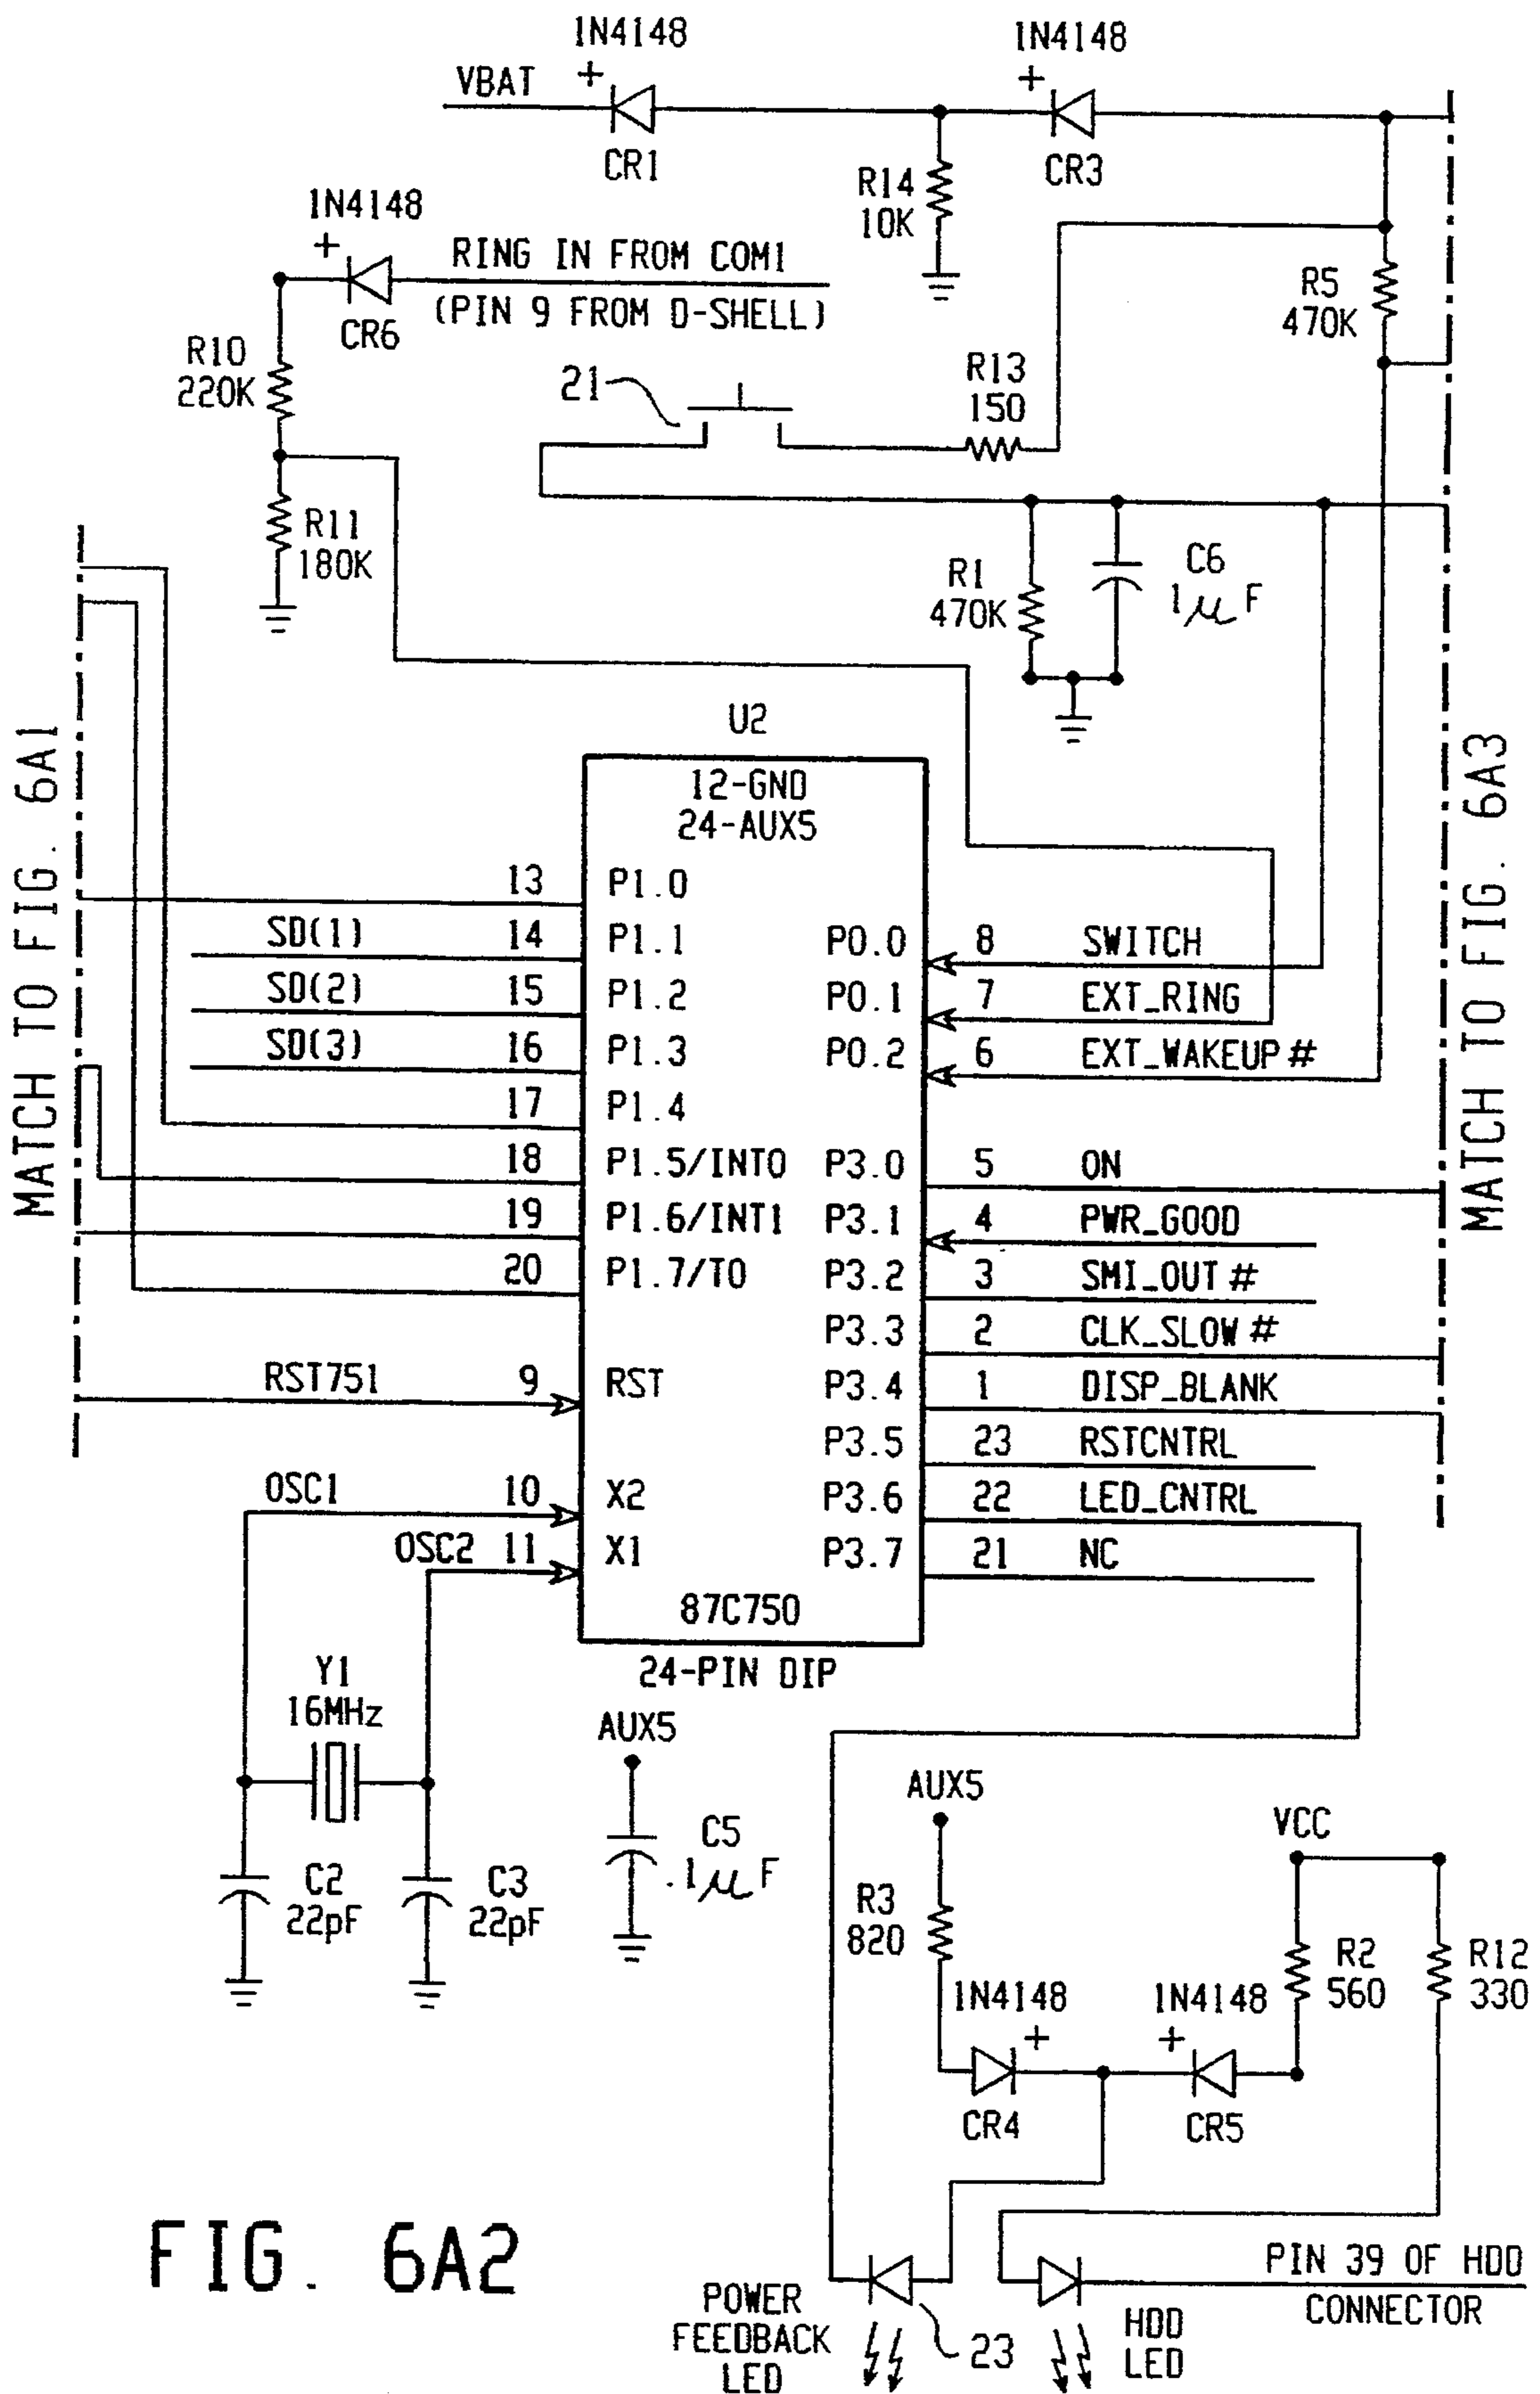 1N4148
1N4148
VBAT
+
+
CR1
CR3
R14
10K
1N4148
+
RING IN FROM COM1
(PIN 9 FROM D-SHELL)
CR6
R5
470K
R10
220K
21
R13
150
R11
180K
R1
470K
C6
1µF
MATCH TO FIG. 6A1
MATCH TO FIG. 6A3
U2
12-GND
24-AUX5
13 P1.0
SD(1) 14 P1.1
P0.0 8 SWITCH
SD(2) 15 P1.2
P0.1 7 EXT_RING
SD(3) 16 P1.3
P0.2 6 EXT_WAKEUP#
17 P1.4
18 P1.5/INT0
P3.0 5 ON
19 P1.6/INT1
P3.1 4 PWR_GOOD
20 P1.7/T0
P3.2 3 SMI_OUT#
P3.3 2 CLK_SLOW#
RST751 9 RST
P3.4 1 DISP_BLANK
P3.5 23 RSTCNTRL
OSC1 10 X2
P3.6 22 LED_CNTRL
OSC2 11 X1
P3.7 21 NC
87C750
24-PIN DIP
Y1
16MHz
AUX5
C5
.1µF
C2
22pF
C3
22pF
AUX5
VCC
R3
820
R2
560
R12
330
1N4148
+
1N4148
+
CR4
CR5
FIG. 6A2
POWER
FEEDBACK
LED
23
HDD
LED
PIN 39 OF HDD
CONNECTOR